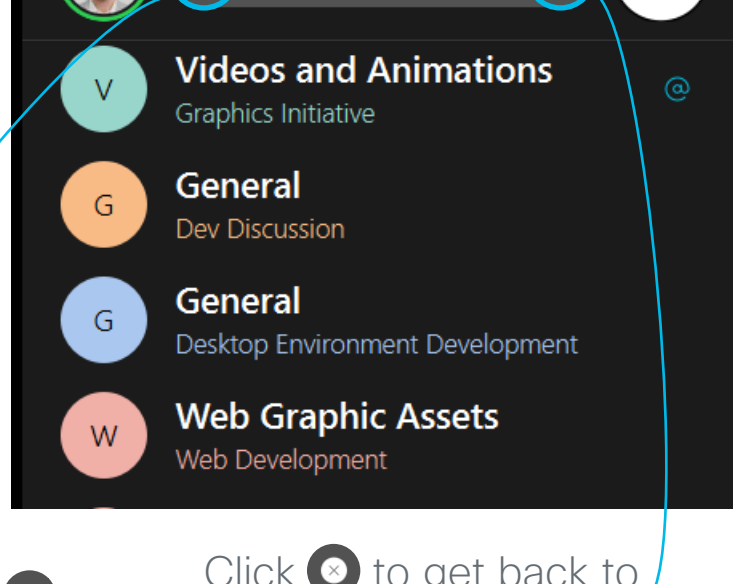 V
Videos and Animations
@
Graphics Initiative
G
General
Dev Discussion
G
General
Desktop Environment Development
W
Web Graphic Assets
Web Development
Click to get back to